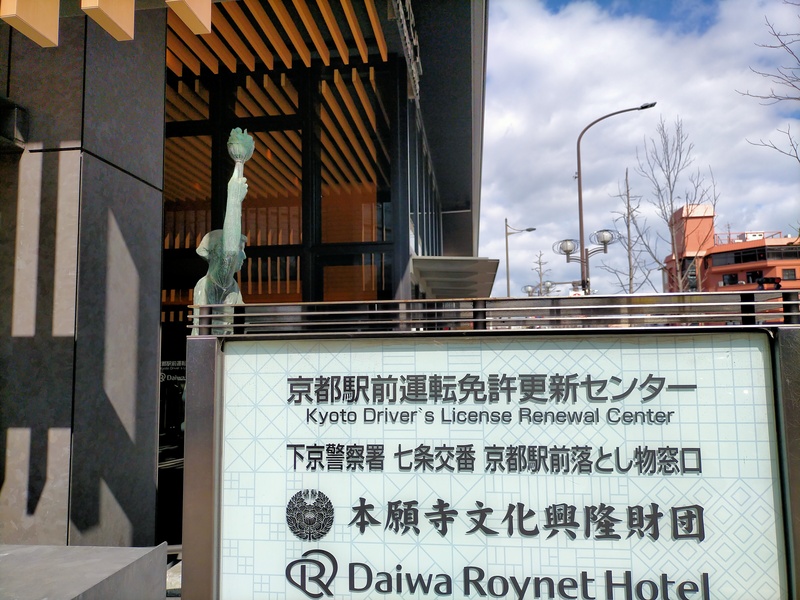 京都駅前運転免許更新センター
Kyoto Driver`s License Renewal Center
下京警察署 七条交番 京都駅前落とし物窓口
本願寺文化興隆財団
Daiwa Roynet Hotel